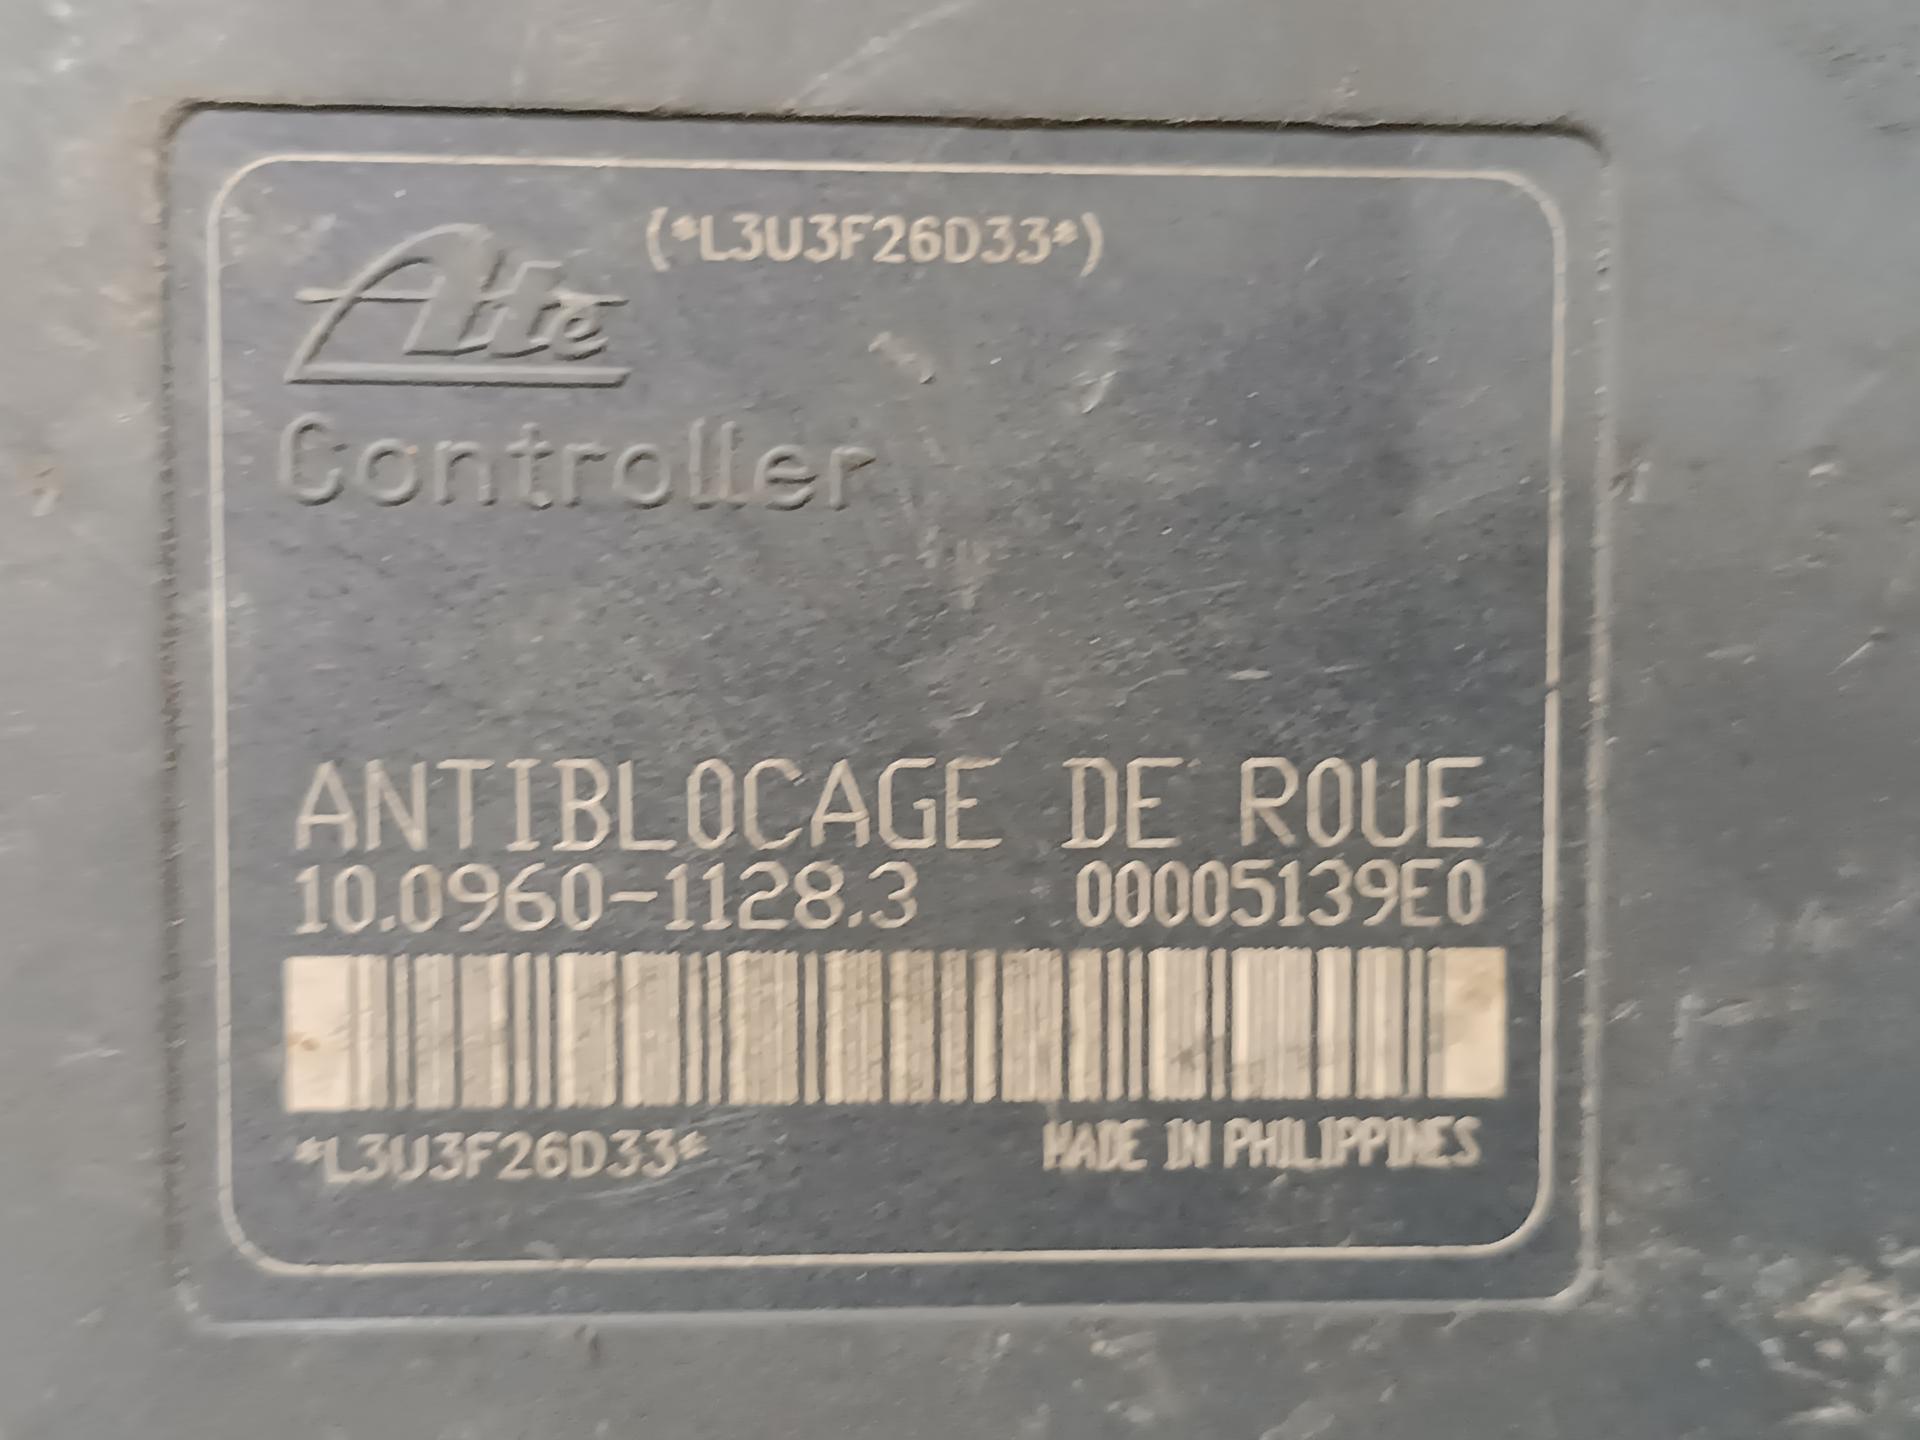 (*L3U3F26D33*)
Ate
Controller
ANTIBLOCAGE DE ROUE
10.0960-1128.3 00005139E0
*L3U3F26D33* MADE IN PHILIPPINES